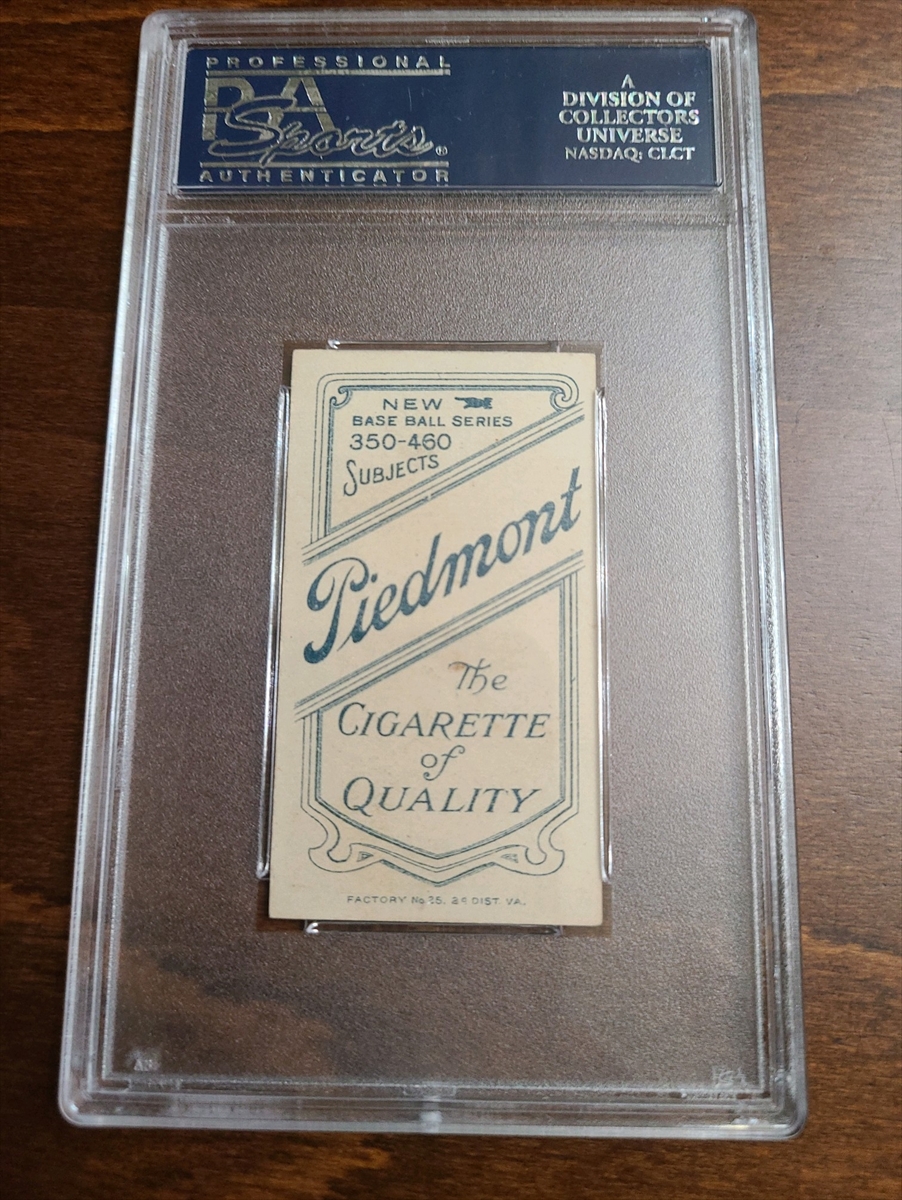 PROFESSIONAL
PSA
Sports®
AUTHENTICATOR
A
DIVISION OF
COLLECTORS
UNIVERSE
NASDAQ: CLCT
NEW
BASE BALL SERIES
350-460
SUBJECTS
Piedmont
The
CIGARETTE
of
QUALITY
FACTORY No 25. 2d DIST. VA.
PSA